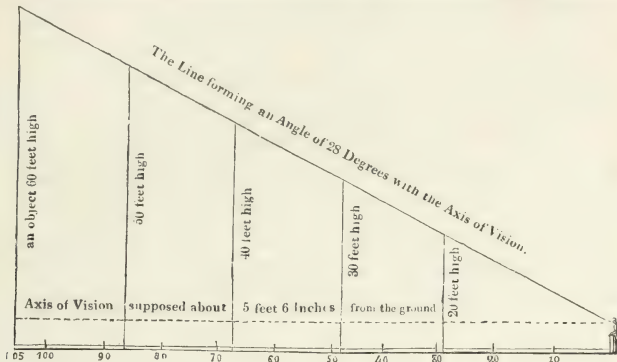 The Line forming an Angle of 28 Degrees with the Axis of Vision.
an object 60 feet high
50 feet high
40 feet high
30 feet high
20 feet high
Axis of Vision supposed about 5 feet 6 Inches from the ground
105 100 90 80 70 60 50 40 30 20 10